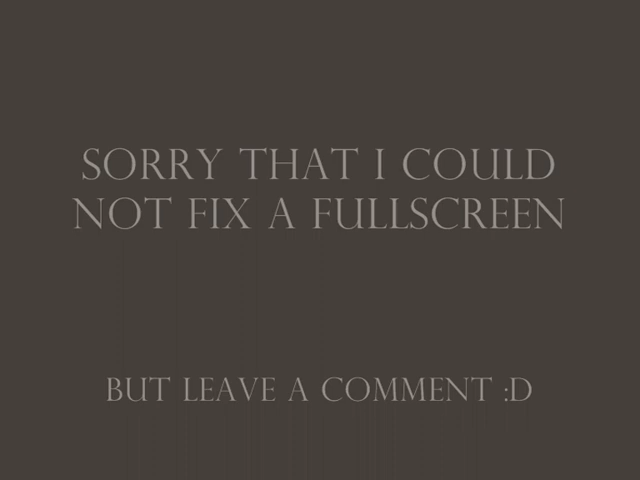 SORRY THAT I COULD
NOT FIX A FULLSCREEN
BUT LEAVE A COMMENT :D